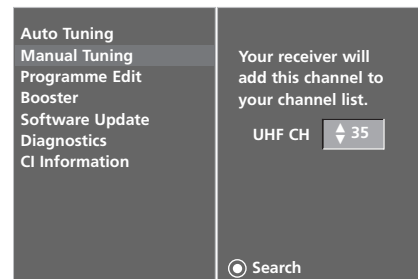 Auto Tuning
Manual Tuning
Programme Edit
Booster
Software Update
Diagnostics
CI Information
Your receiver will
add this channel to
your channel list.
UHF CH 35
Search